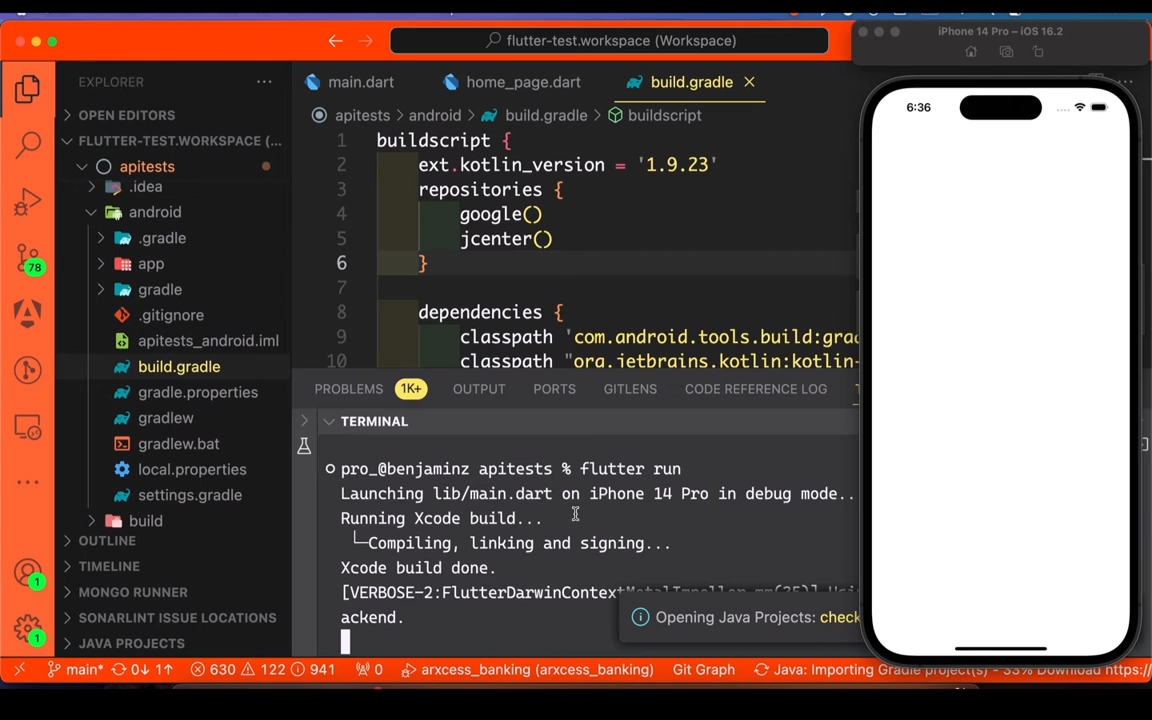 flutter-test.workspace (Workspace)
iPhone 14 Pro – iOS 16.2
EXPLORER
OPEN EDITORS
FLUTTER-TEST.WORKSPACE (...
apitests
.idea
android
.gradle
app
gradle
.gitignore
apitests_android.iml
build.gradle
gradle.properties
gradlew
gradlew.bat
local.properties
settings.gradle
build
OUTLINE
TIMELINE
MONGO RUNNER
SONARLINT ISSUE LOCATIONS
JAVA PROJECTS
78
1
1
main.dart
home_page.dart
build.gradle
apitests > android > build.gradle > buildscript
1 buildscript {
2 ext.kotlin_version = '1.9.23'
3 repositories {
4 google()
5 jcenter()
6 }
7
8 dependencies {
9 classpath 'com.android.tools.build:grad
10 classpath "org.jetbrains.kotlin:kotlin-
PROBLEMS 1K+ OUTPUT PORTS GITLENS CODE REFERENCE LOG
TERMINAL
pro_@benjaminz apitests % flutter run
Launching lib/main.dart on iPhone 14 Pro in debug mode..
Running Xcode build...
└─Compiling, linking and signing...
Xcode build done.
[VERBOSE-2:FlutterDarwinContext
ackend.
Opening Java Projects: check
6:36
main* 0↓ 1↑ 630 122 941 0 arxcess_banking (arxcess_banking) Git Graph Java: Importing Gradle project(s) - 33% Download https:/